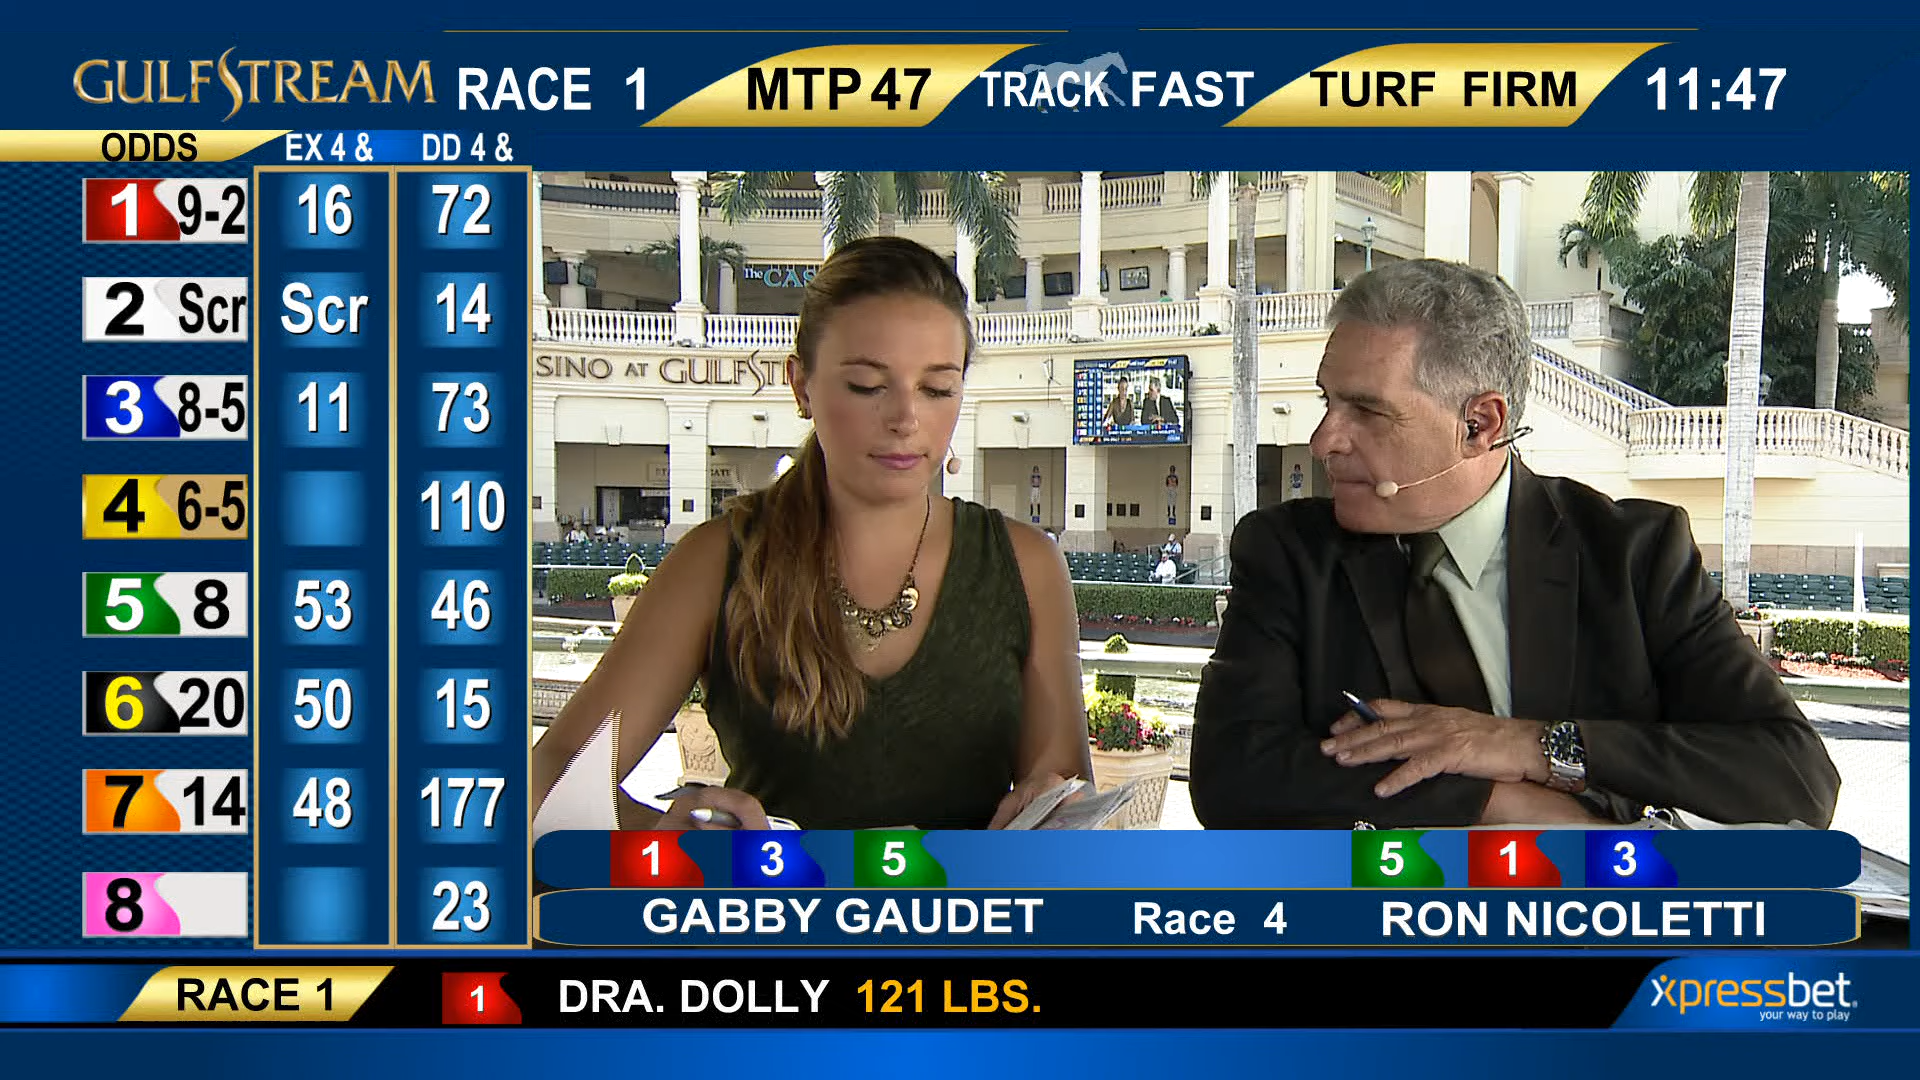 GULFSTREAM RACE 1 MTP 47 TRACK FAST TURF FIRM 11:47
ODDS EX 4 & DD 4 &
1 9-2 16 72
2 Scr Scr 14
3 8-5 11 73
4 6-5 110
5 8 53 46
6 20 50 15
7 14 48 177
8 23
The CAS
SINO AT GULFST
1 3 5 5 1 3
GABBY GAUDET Race 4 RON NICOLETTI
RACE 1 1 DRA. DOLLY 121 LBS.
xpressbet.
your way to play